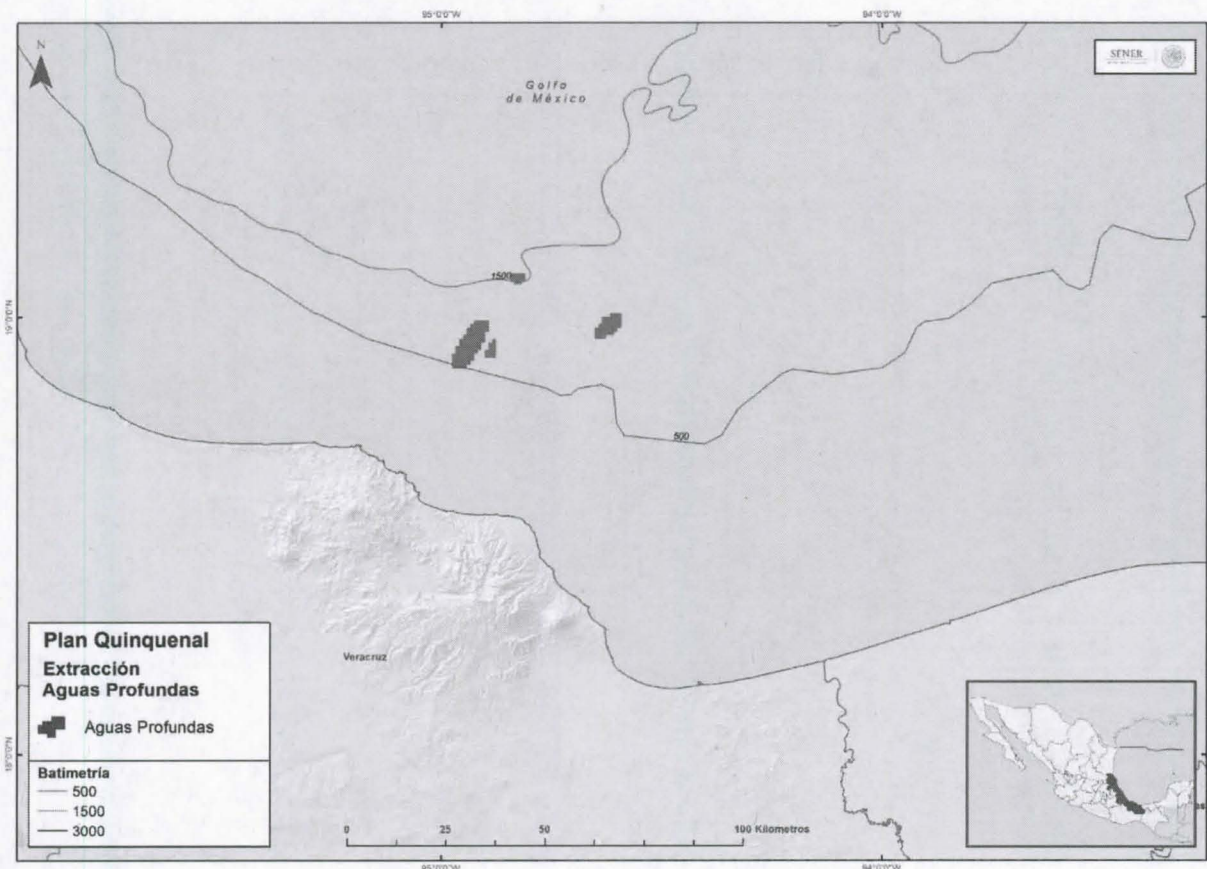 95°0'0"W
94°0'0"W
N
SENER
Golfo
de México
1500
19°0'0"N
500
Veracruz
Plan Quinquenal
Extracción
Aguas Profundas
Aguas Profundas
18°0'0"N
Batimetría
500
1500
3000
0 25 50 100 Kilometros
95°0'0"W
94°0'0"W